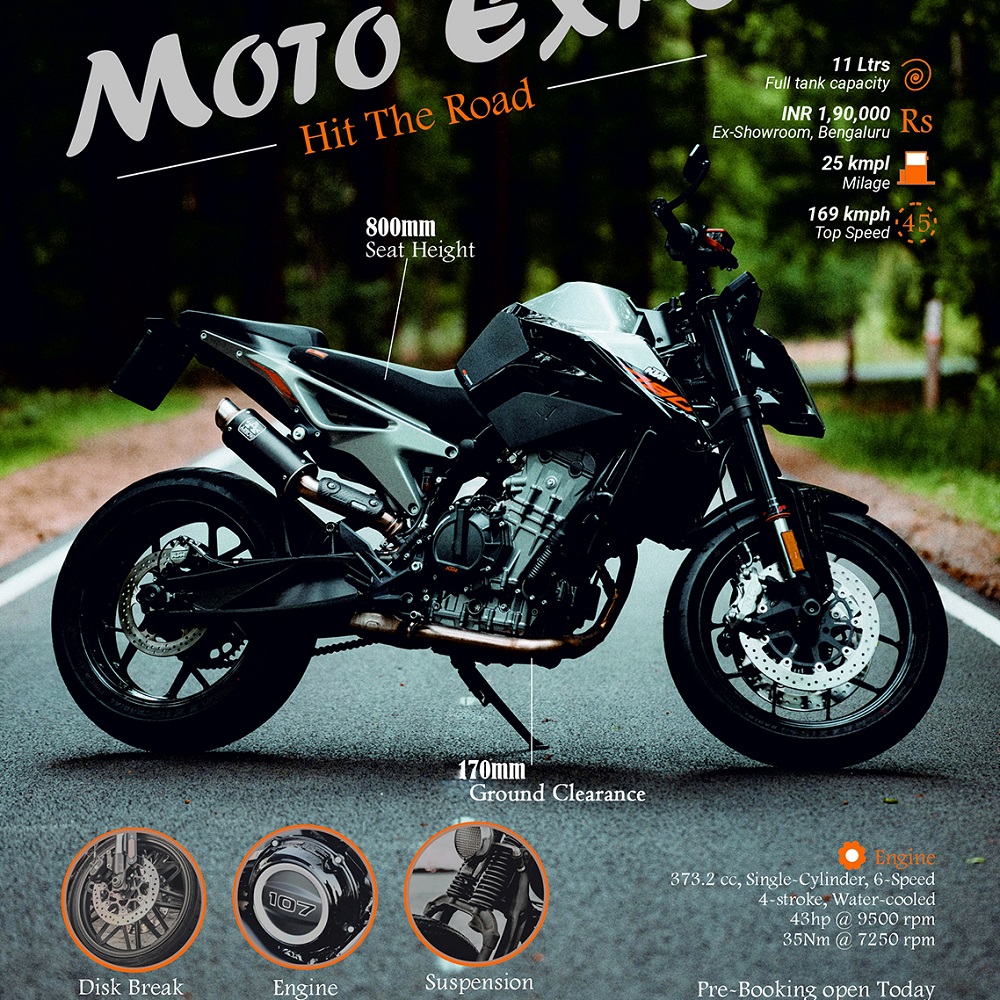 MOTO EXP
Hit The Road
11 Ltrs
Full tank capacity
INR 1,90,000
Ex-Showroom, Bengaluru
Rs
25 kmpl
Milage
169 kmph
Top Speed
45
800mm
Seat Height
KTM
790
170mm
Ground Clearance
107
Disk Break
Engine
Suspension
Engine
373.2 cc, Single-Cylinder, 6-Speed
4-stroke, Water-cooled
43hp @ 9500 rpm
35Nm @ 7250 rpm
Pre-Booking open Today